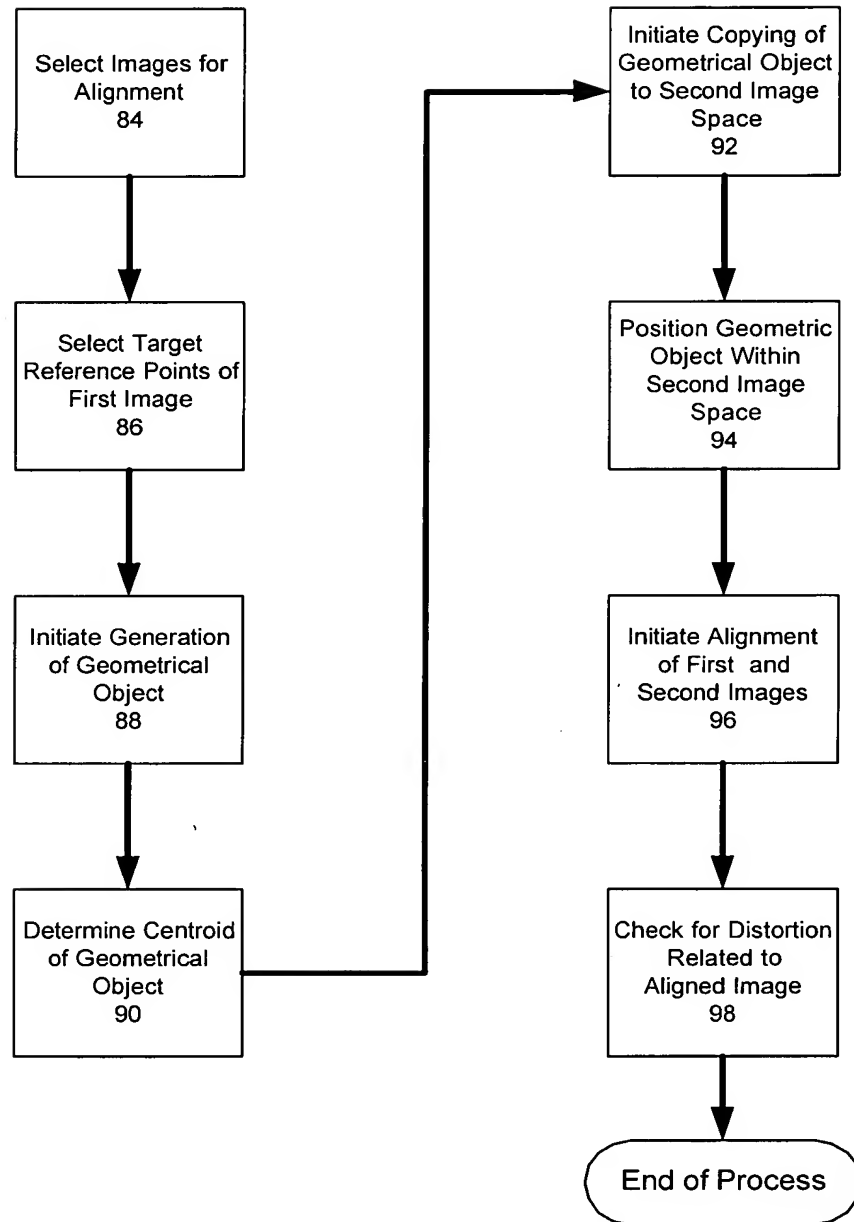 Select Images for
Alignment
84
Select Target
Reference Points of
First Image
86
Initiate Generation
of Geometrical
Object
88
Determine Centroid
of Geometrical
Object
90
Initiate Copying of
Geometrical Object
to Second Image
Space
92
Position Geometric
Object Within
Second Image
Space
94
Initiate Alignment
of First and
Second Images
96
Check for Distortion
Related to
Aligned Image
98
End of Process